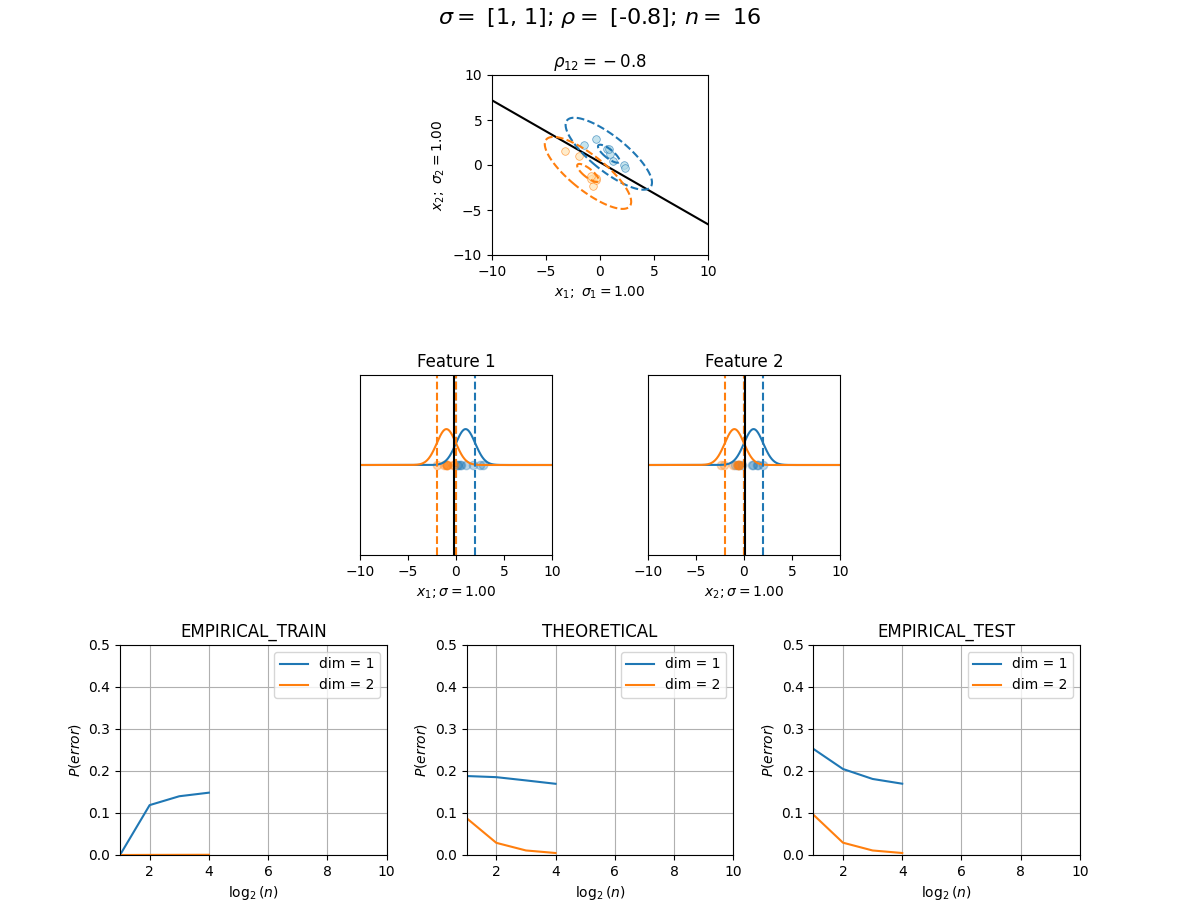 σ = [1, 1]; ρ = [-0.8]; n = 16
ρ₁₂ = −0.8
10
5
0
−5
−10
x₂; σ₂ = 1.00
−10 −5 0 5 10
x₁; σ₁ = 1.00
Feature 1 Feature 2
−10 −5 0 5 10 −10 −5 0 5 10
x₁; σ = 1.00 x₂; σ = 1.00
EMPIRICAL_TRAIN THEORETICAL EMPIRICAL_TEST
0.5 0.5 0.5
dim = 1 dim = 1 dim = 1
dim = 2 dim = 2 dim = 2
0.4 0.4 0.4
0.3 0.3 0.3
P(error) P(error) P(error)
0.2 0.2 0.2
0.1 0.1 0.1
0.0 0.0 0.0
2 4 6 8 10 2 4 6 8 10 2 4 6 8 10
log₂(n) log₂(n) log₂(n)